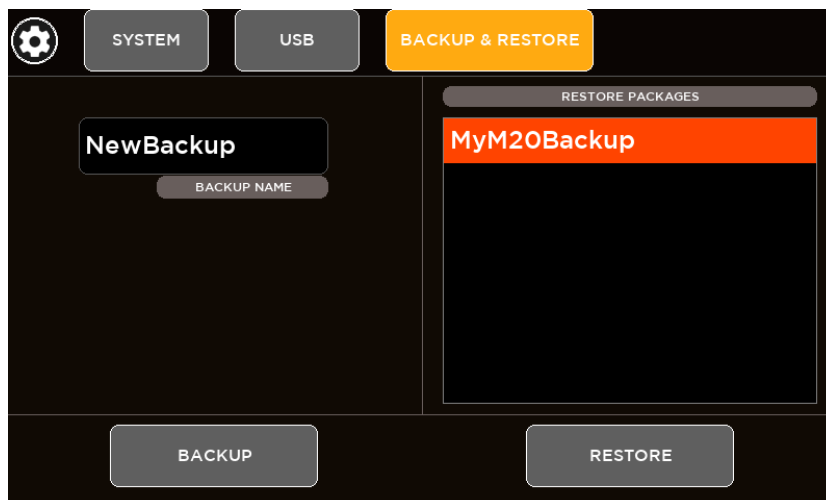 SYSTEM
USB
BACKUP & RESTORE
NewBackup
BACKUP NAME
RESTORE PACKAGES
MyM20Backup
BACKUP
RESTORE